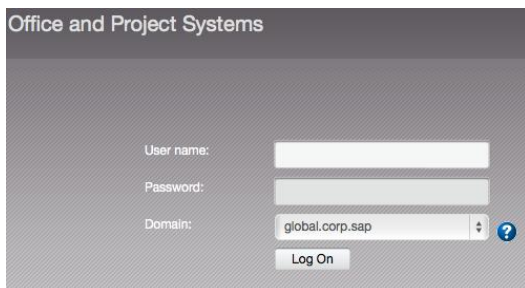 Office and Project Systems
User name:
Password:
Domain:
global.corp.sap
?
Log On